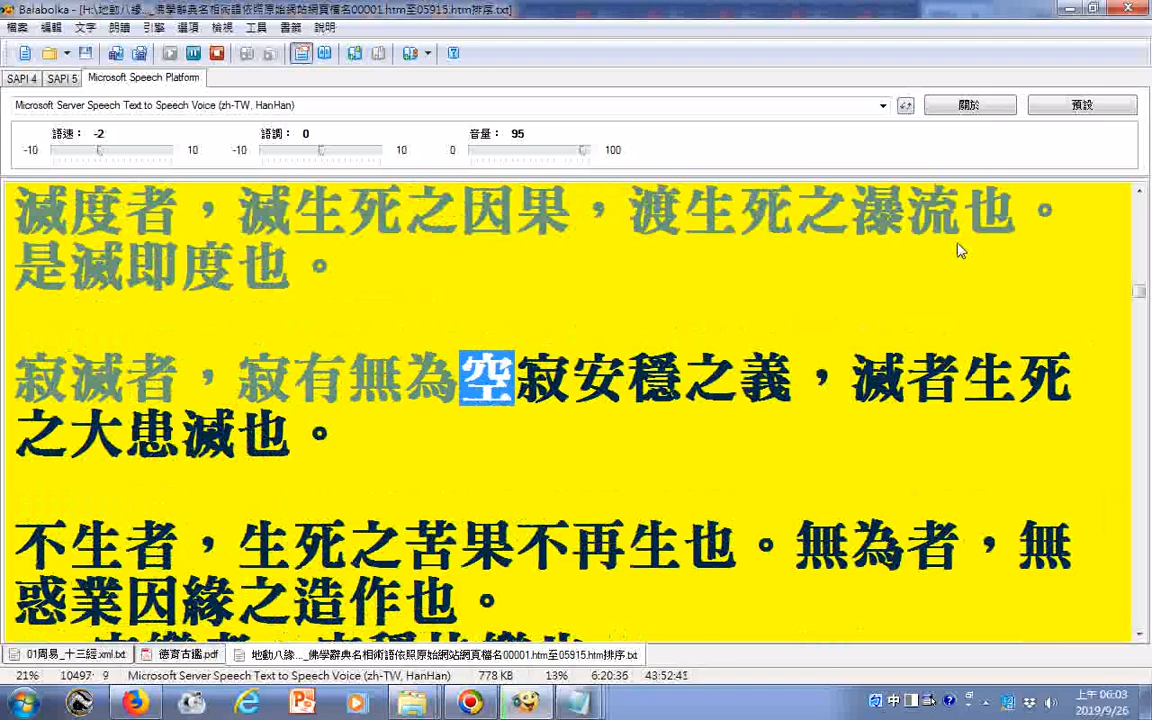 Balabolka - [H:\地動八緣..._佛學辭典名相術語依照原始網站網頁檔名00001.htm至05915.htm排序.txt]
檔案 編輯 文字 朗讀 引擎 選項 檢視 工具 書籤 說明
SAPI 4 SAPI 5 Microsoft Speech Platform
Microsoft Server Speech Text to Speech Voice (zh-TW, HanHan) 關於 預設
語速： -2 語調： 0 音量： 95
-10 10 -10 10 0 100
滅度者，滅生死之因果，渡生死之瀑流也。
是滅即度也。
寂滅者，寂有無為空寂安穩之義，滅者生死
之大患滅也。
不生者，生死之苦果不再生也。無為者，無
惑業因緣之造作也。
01周易_十三經.xml.txt 德育古鑑.pdf 地動八緣..._佛學辭典名相術語依照原始網站網頁檔名00001.htm至05915.htm排序.txt
21% 10497: 9 Microsoft Server Speech Text to Speech Voice (zh-TW, HanHan) 778 KB 13% 6:20:35 43:52:45
中 上午 06:03
2019/9/26